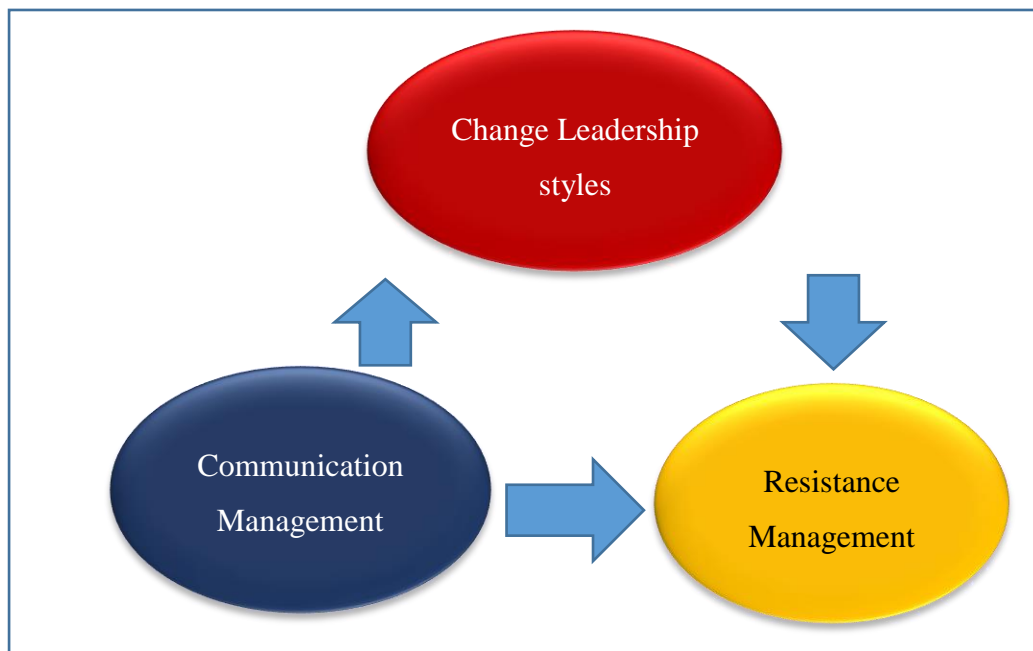 Change Leadership
styles
Communication
Management
Resistance
Management